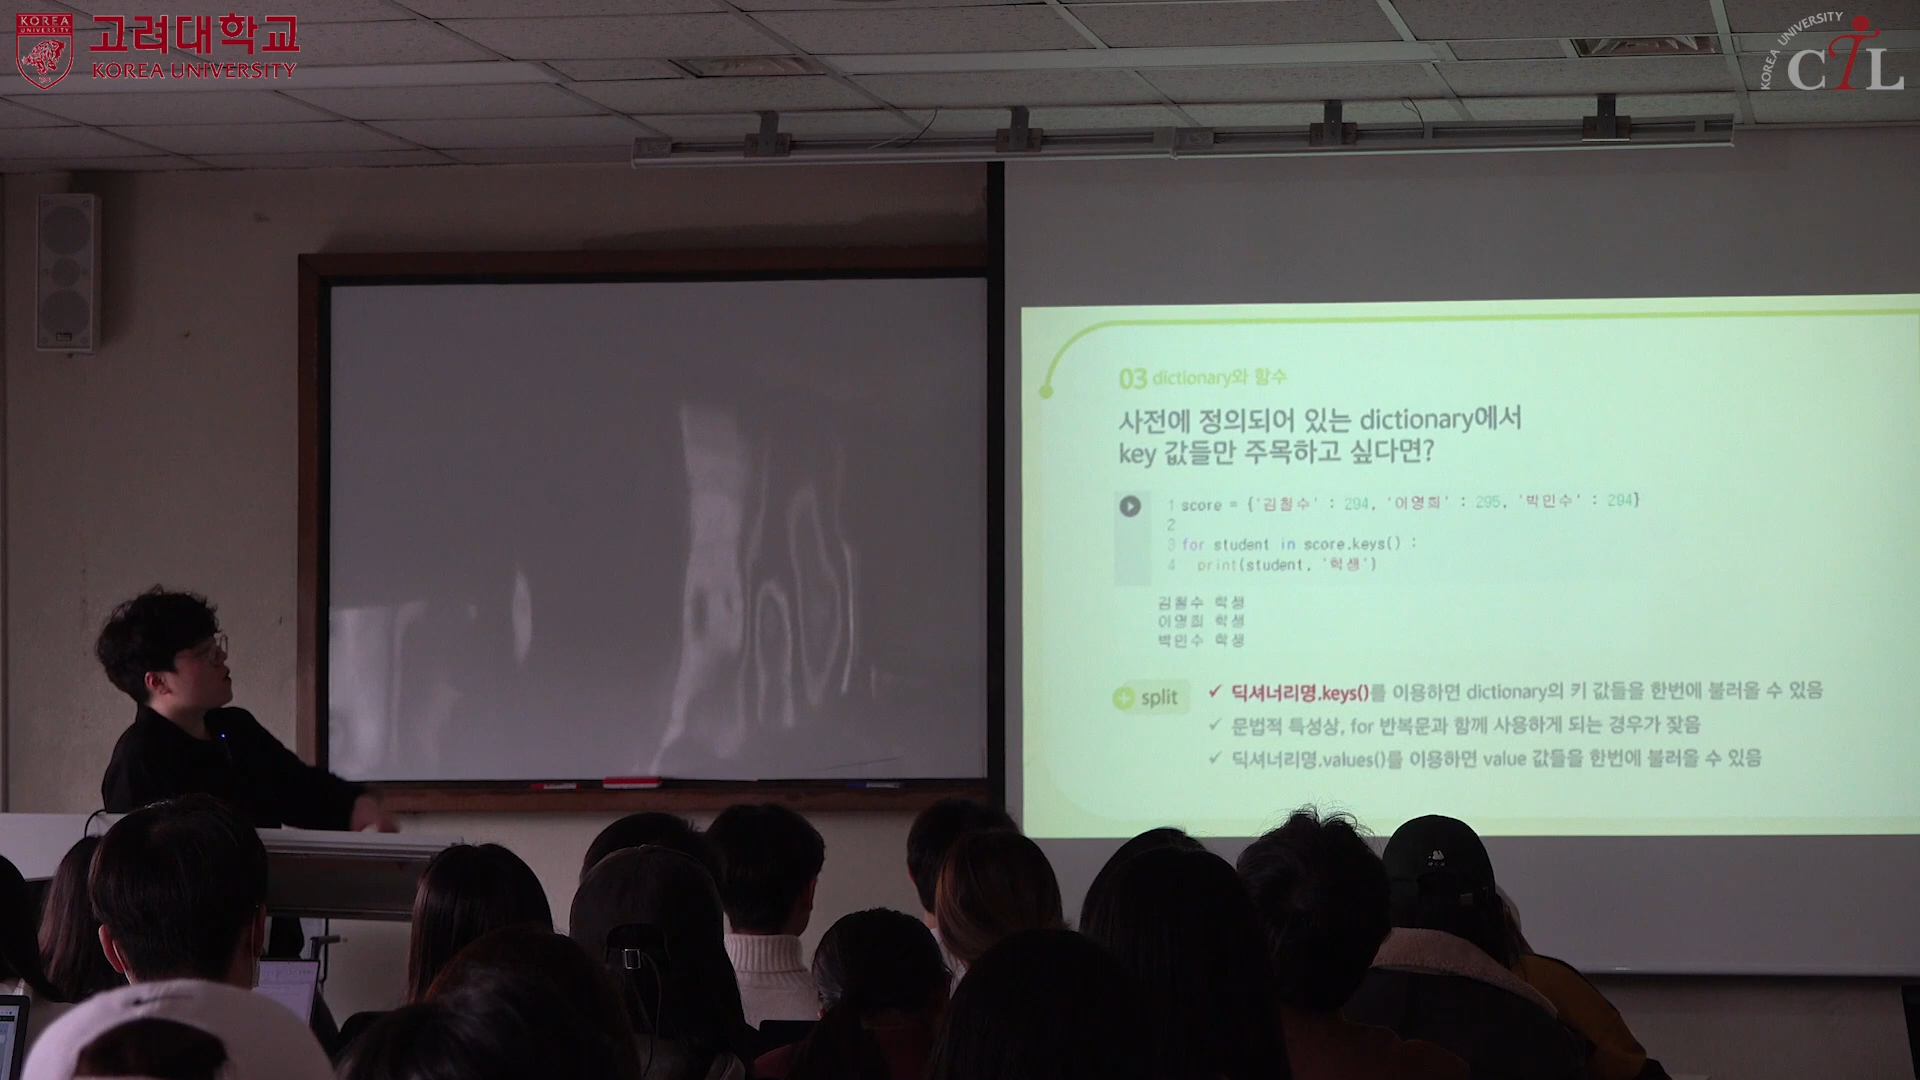 KOREA
UNIVERSITY
고려대학교
KOREA UNIVERSITY
KOREA UNIVERSITY
CTL
03 dictionary와 함수
사전에 정의되어 있는 dictionary에서
key 값들만 주목하고 싶다면?
1 score = {'김철수' : 294, '이영희' : 295, '박민수' : 294}
2
3 for student in score.keys() :
4 print(student, '학생')
김철수 학생
이영희 학생
박민수 학생
split
✓ 딕셔너리명.keys()를 이용하면 dictionary의 키 값들을 한번에 불러올 수 있음
✓ 문법적 특성상, for 반복문과 함께 사용하게 되는 경우가 잦음
✓ 딕셔너리명.values()를 이용하면 value 값들을 한번에 불러올 수 있음